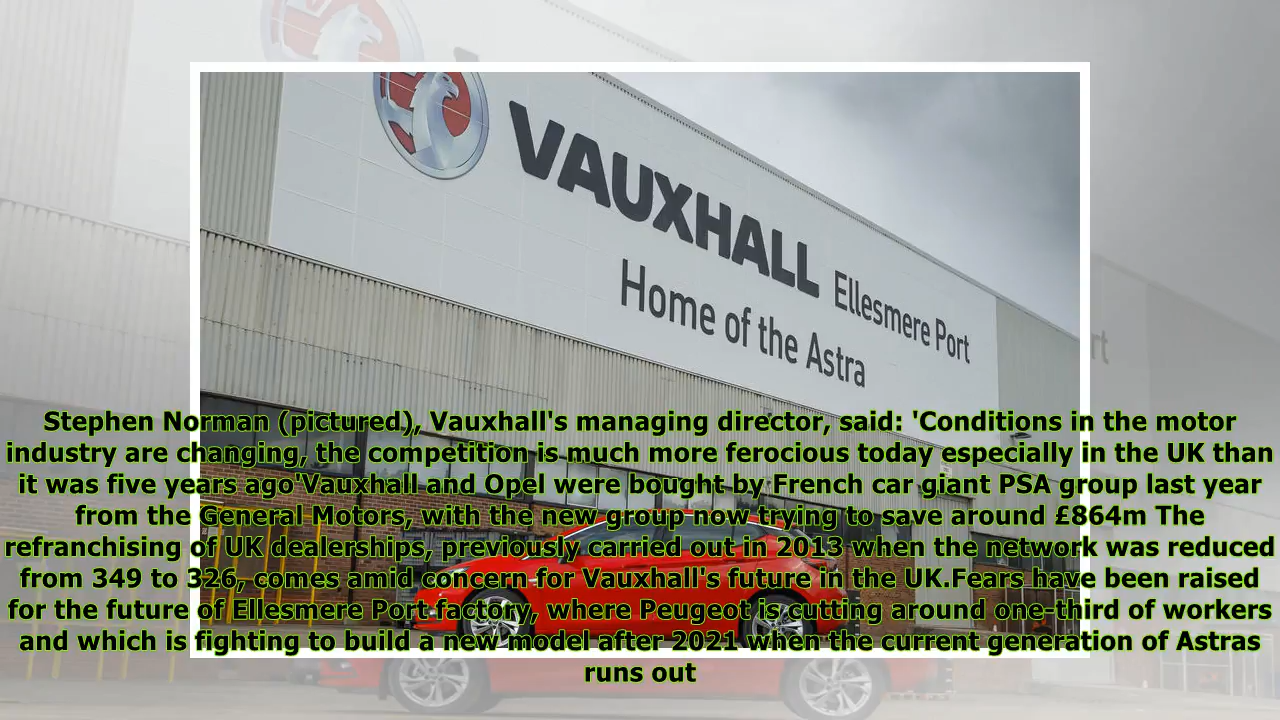 VAUXHALL Ellesmere Port
Home of the Astra
rt
Stephen Norman (pictured), Vauxhall's managing director, said: 'Conditions in the motor
industry are changing, the competition is much more ferocious today especially in the UK than
it was five years ago'Vauxhall and Opel were bought by French car giant PSA group last year
from the General Motors, with the new group now trying to save around £864m The
refranchising of UK dealerships, previously carried out in 2013 when the network was reduced
from 349 to 326, comes amid concern for Vauxhall's future in the UK.Fears have been raised
for the future of Ellesmere Port factory, where Peugeot is cutting around one-third of workers
and which is fighting to build a new model after 2021 when the current generation of Astras
runs out